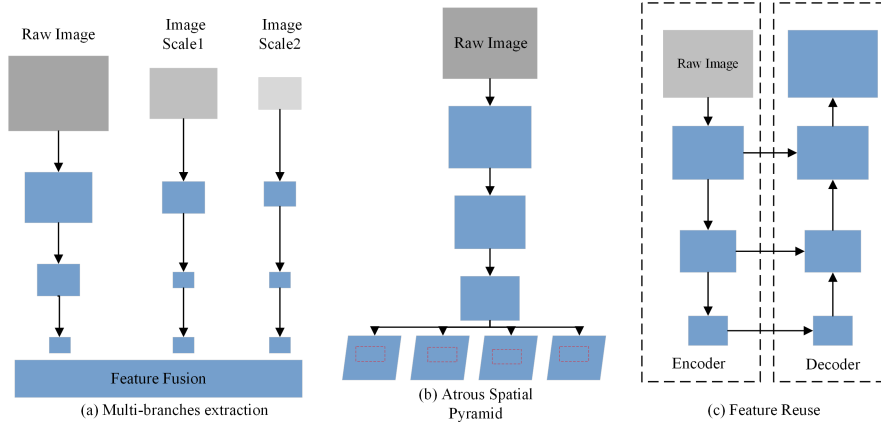 Raw Image
Image
Scale1
Image
Scale2
Feature Fusion
(a) Multi-branches extraction
Raw Image
(b) Atrous Spatial
Pyramid
Raw Image
Encoder
Decoder
(c) Feature Reuse